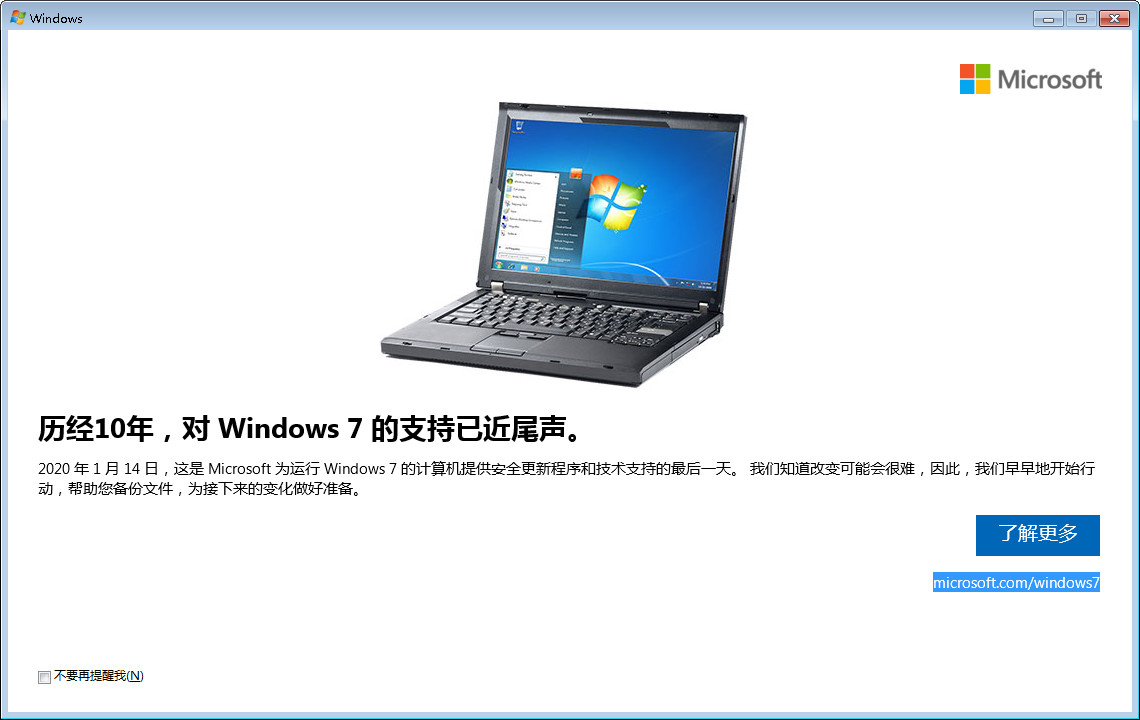 Windows
Microsoft
历经10年，对 Windows 7 的支持已近尾声。
2020 年 1 月 14 日，这是 Microsoft 为运行 Windows 7 的计算机提供安全更新程序和技术支持的最后一天。 我们知道改变可能会很难，因此，我们早早地开始行
动，帮助您备份文件，为接下来的变化做好准备。
了解更多
microsoft.com/windows7
不要再提醒我(N)